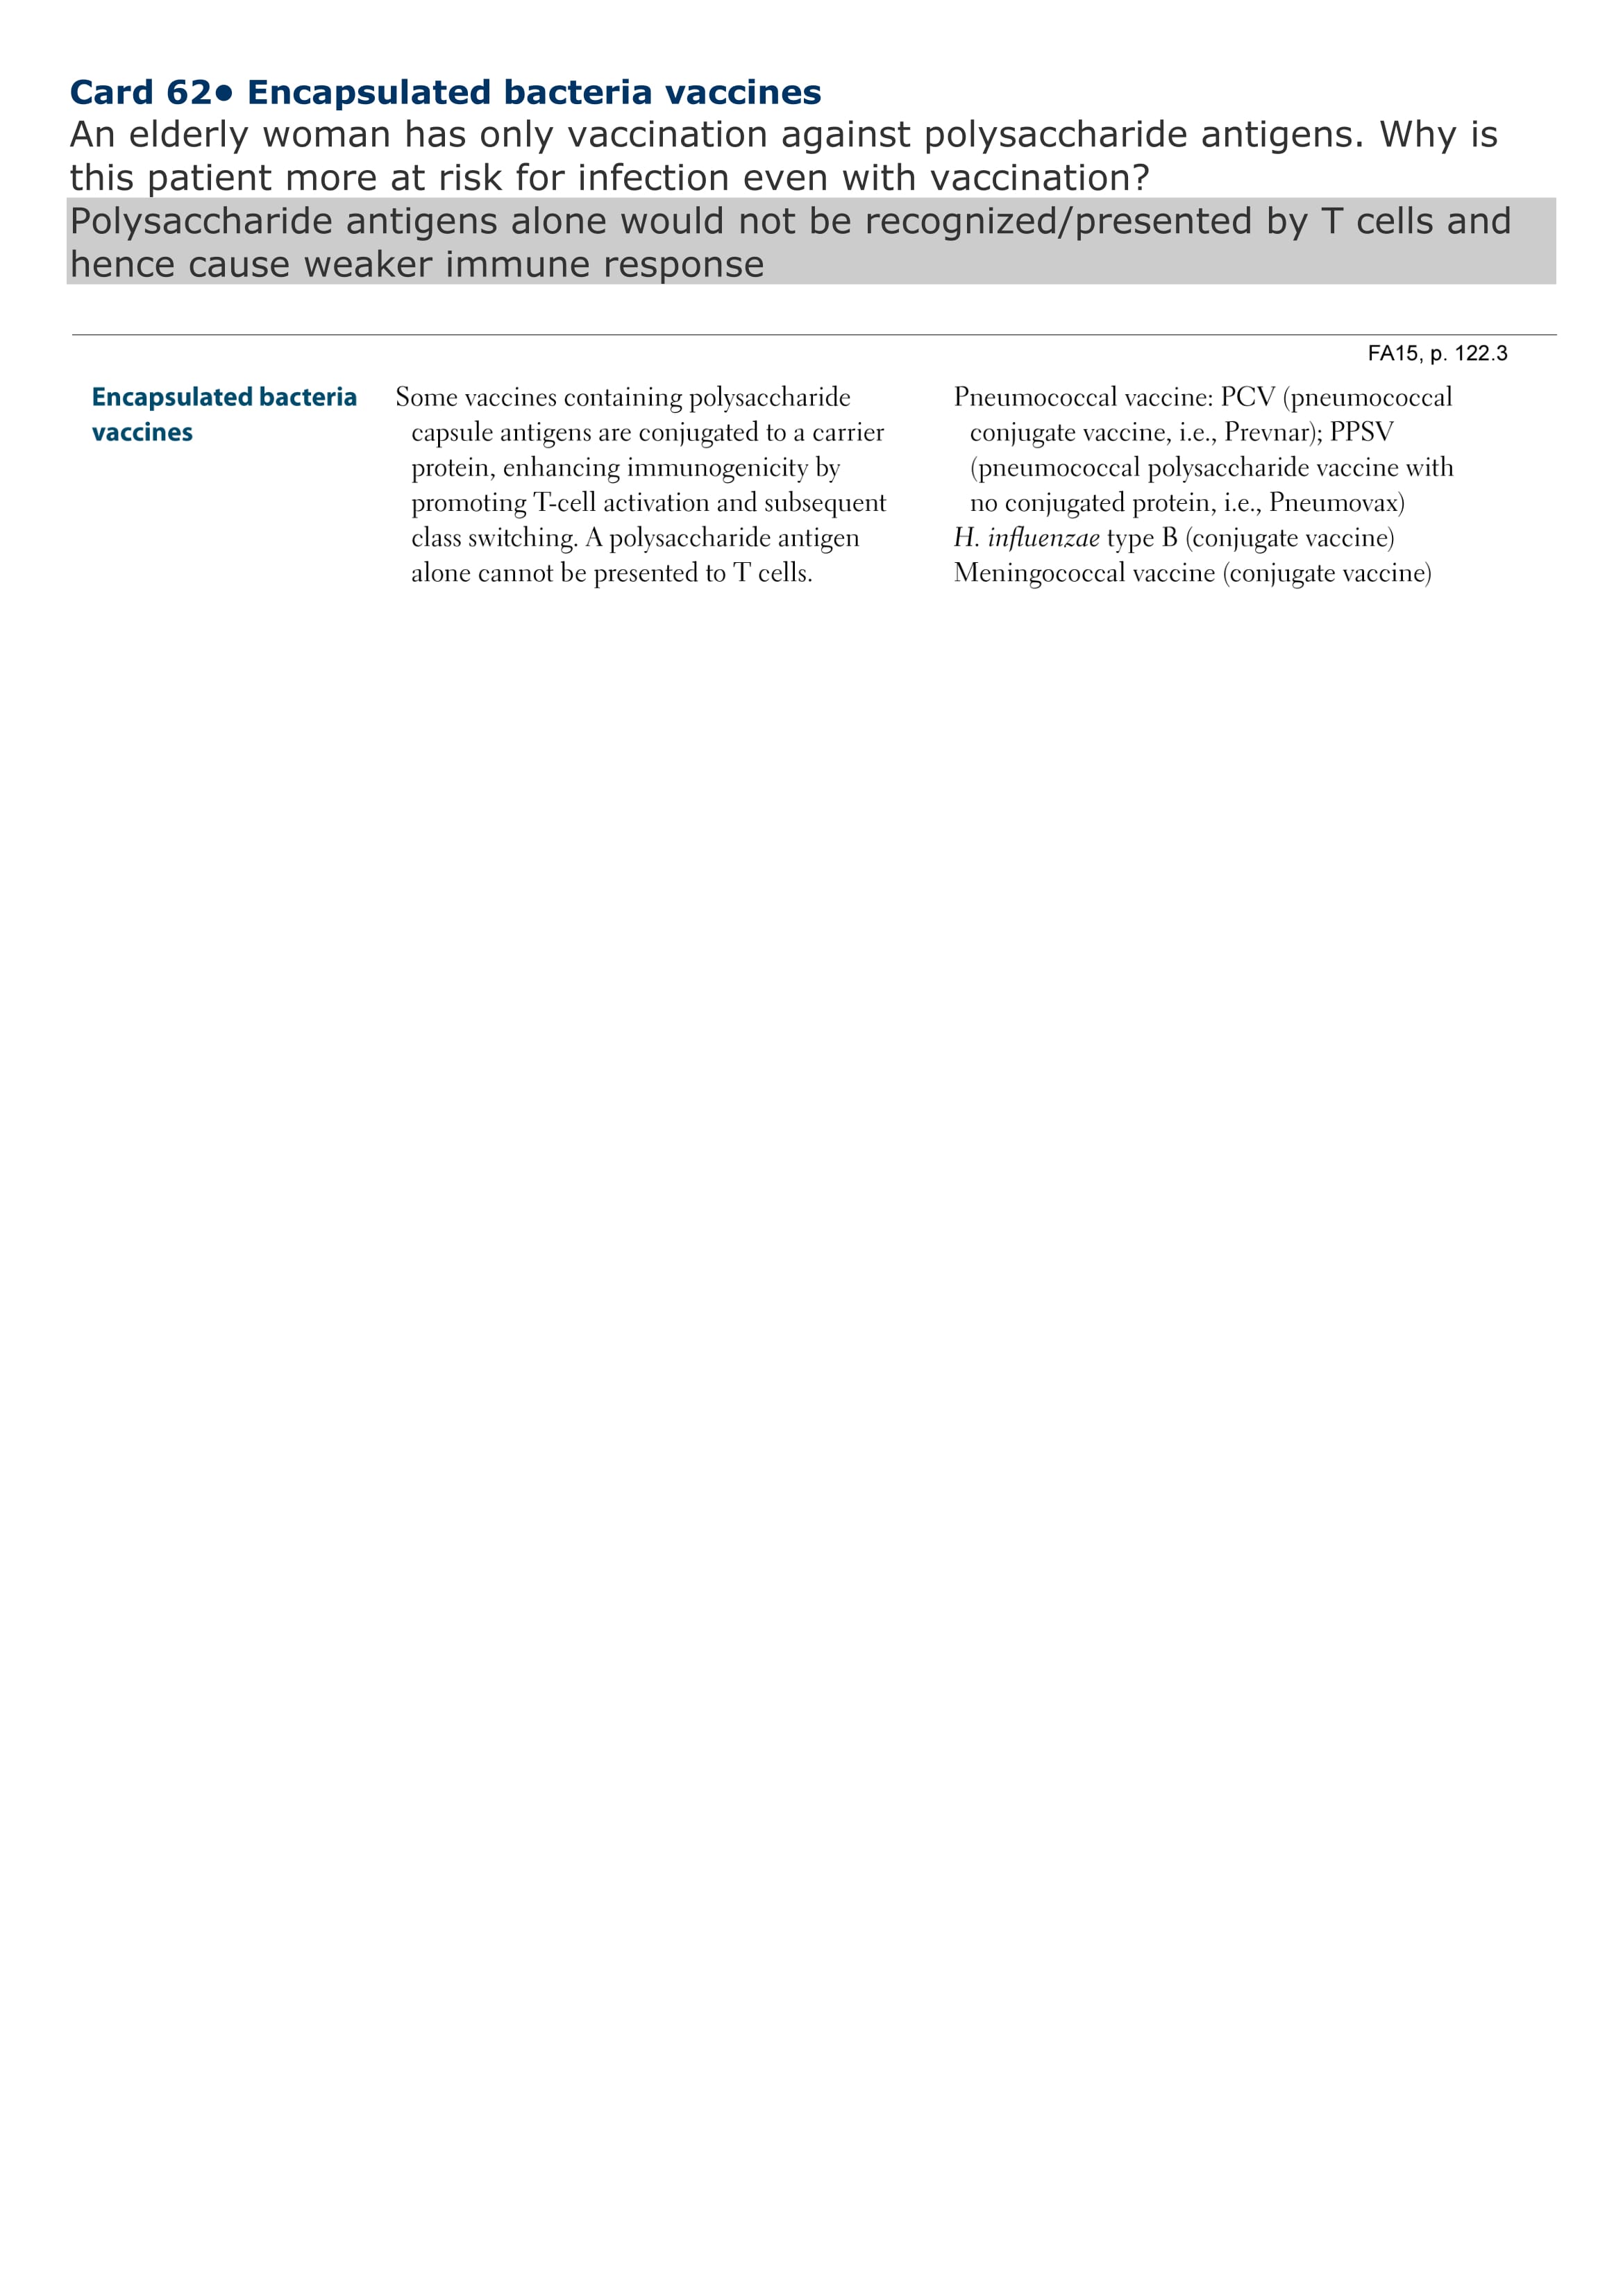 Card 62• Encapsulated bacteria vaccines
An elderly woman has only vaccination against polysaccharide antigens. Why is
this patient more at risk for infection even with vaccination?
Polysaccharide antigens alone would not be recognized/presented by T cells and
hence cause weaker immune response
FA15, p. 122.3
Encapsulated bacteria
vaccines
Some vaccines containing polysaccharide
capsule antigens are conjugated to a carrier
protein, enhancing immunogenicity by
promoting T-cell activation and subsequent
class switching. A polysaccharide antigen
alone cannot be presented to T cells.
Pneumococcal vaccine: PCV (pneumococcal
conjugate vaccine, i.e., Prevnar); PPSV
(pneumococcal polysaccharide vaccine with
no conjugated protein, i.e., Pneumovax)
H. influenzae type B (conjugate vaccine)
Meningococcal vaccine (conjugate vaccine)